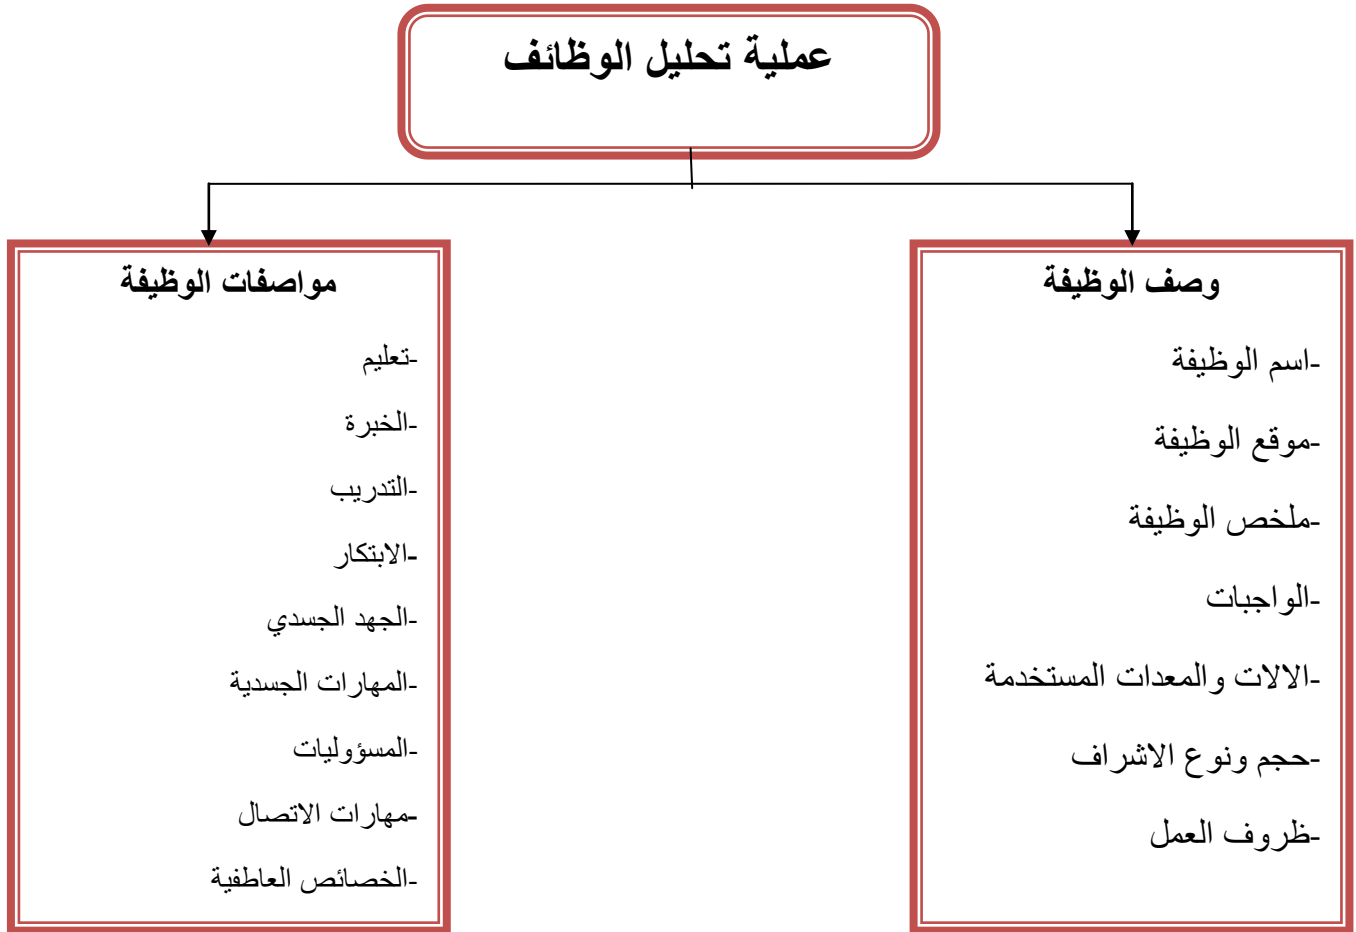 عملية تحليل الوظائف
وصف الوظيفة
-اسم الوظيفة
-موقع الوظيفة
-ملخص الوظيفة
-الواجبات
-الالات والمعدات المستخدمة
-حجم ونوع الاشراف
-ظروف العمل
مواصفات الوظيفة
-تعليم
-الخبرة
-التدريب
-الابتكار
-الجهد الجسدي
-المهارات الجسدية
-المسؤوليات
-مهارات الاتصال
-الخصائص العاطفية